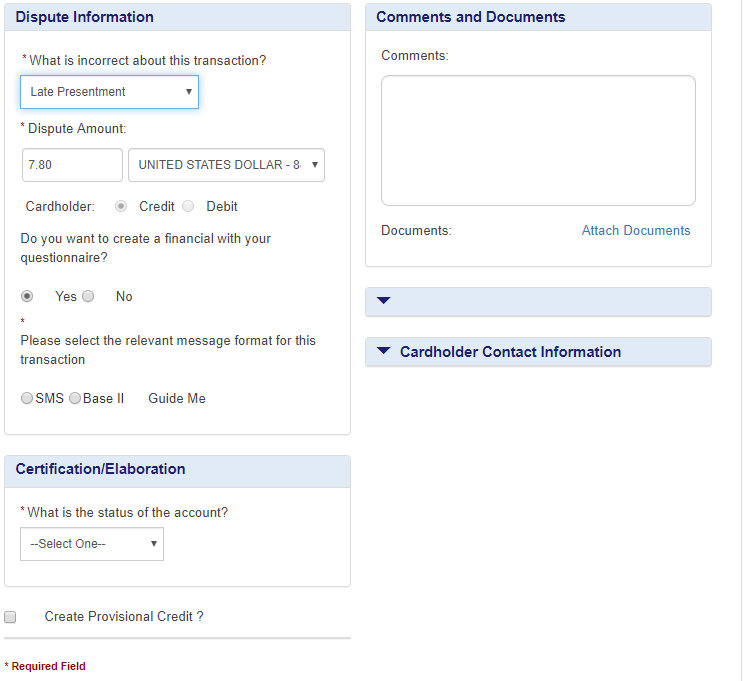 Dispute Information
* What is incorrect about this transaction?
Late Presentment
* Dispute Amount:
7.80 UNITED STATES DOLLAR - 8
Cardholder: Credit Debit
Do you want to create a financial with your
questionnaire?
Yes No
*
Please select the relevant message format for this
transaction
SMS Base II Guide Me
Certification/Elaboration
* What is the status of the account?
--Select One--
Create Provisional Credit ?
* Required Field
Comments and Documents
Comments:
Documents: Attach Documents
Cardholder Contact Information